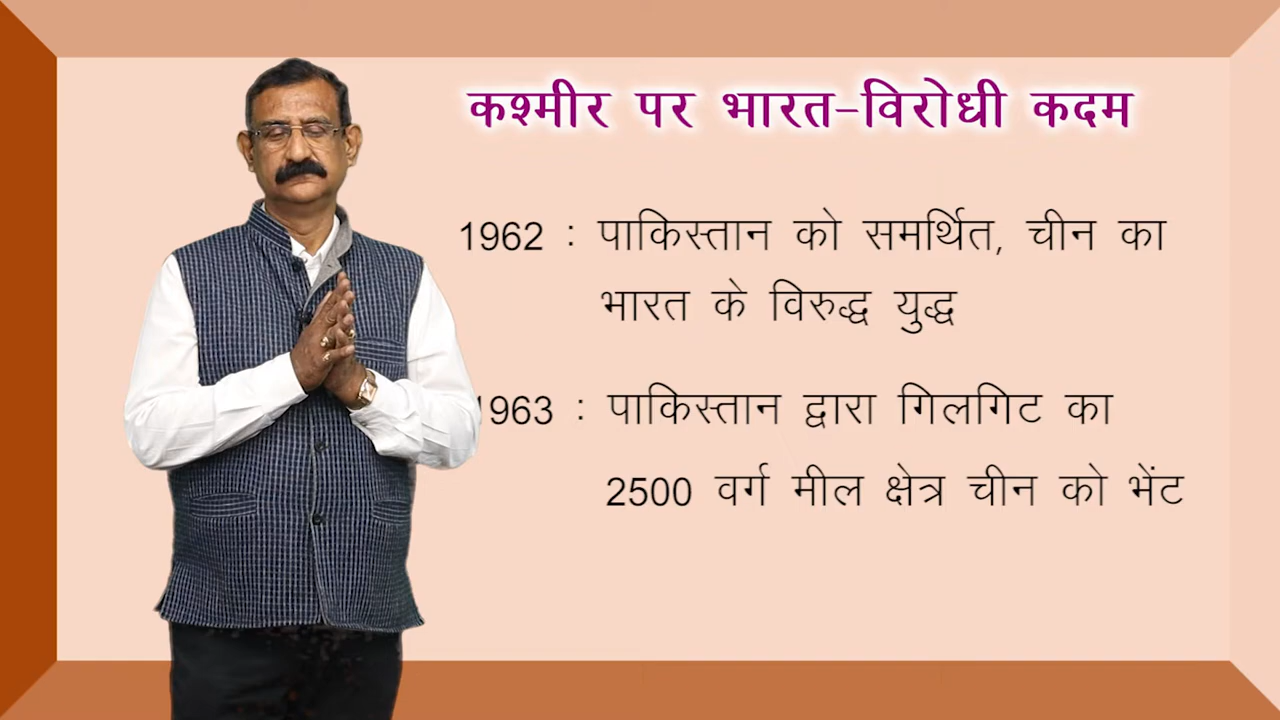 कश्मीर पर भारत-विरोधी कदम
1962 : पाकिस्तान को समर्थित, चीन का
भारत के विरुद्ध युद्ध
1963 : पाकिस्तान द्वारा गिलगिट का
2500 वर्ग मील क्षेत्र चीन को भेंट